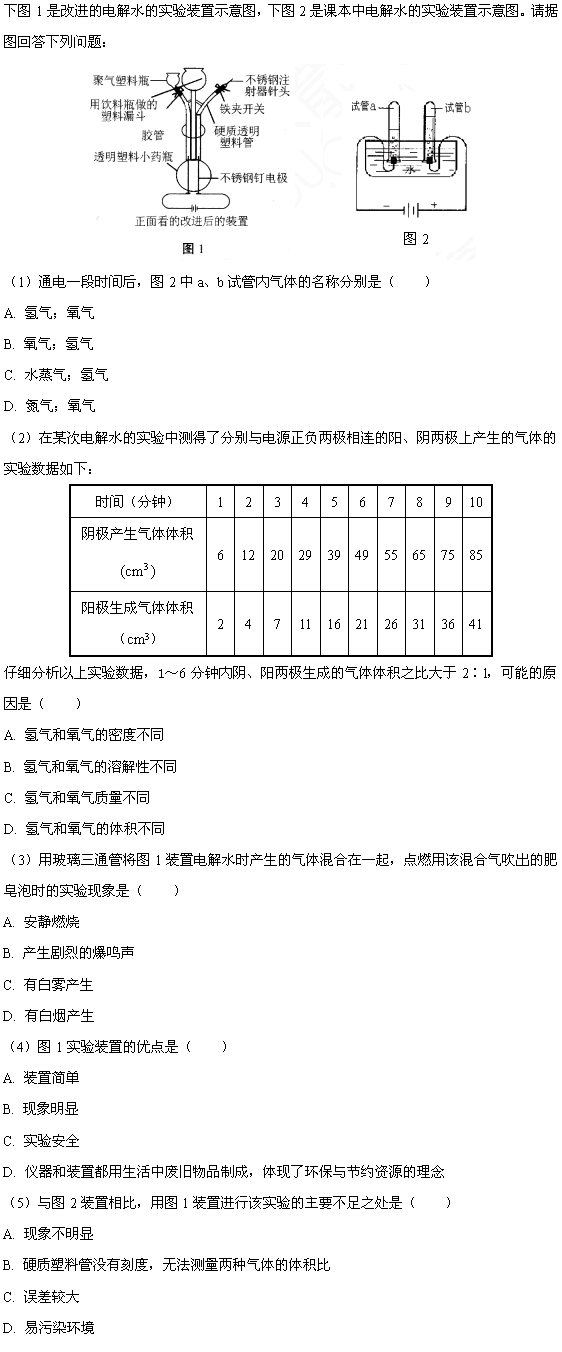 下图 1 是改进的电解水的实验装置示意图，下图 2 是课本中电解水的实验装置示意图。请据
图回答下列问题：
聚气塑料瓶
用饮料瓶做的
塑料漏斗
胶管
透明塑料小药瓶
不锈钢注
射器针头
铁夹开关
硬质透明
塑料管
不锈钢钉电极
正面看的改进后的装置
图 1
试管a
试管b
水
－
＋
图 2
（1）通电一段时间后，图 2 中 a、b 试管内气体的名称分别是（　　）
A. 氢气；氧气
B. 氧气；氢气
C. 水蒸气；氢气
D. 氮气；氧气
（2）在某次电解水的实验中测得了分别与电源正负两极相连的阳、阴两极上产生的气体的
实验数据如下：
时间（分钟） 1 2 3 4 5 6 7 8 9 10
阴极产生气体体积
(cm³) 6 12 20 29 39 49 55 65 75 85
阳极生成气体体积
（cm³） 2 4 7 11 16 21 26 31 36 41
仔细分析以上实验数据，1～6 分钟内阴、阳两极生成的气体体积之比大于 2∶1，可能的原
因是（　　）
A. 氢气和氧气的密度不同
B. 氢气和氧气的溶解性不同
C. 氢气和氧气质量不同
D. 氢气和氧气的体积不同
（3）用玻璃三通管将图 1 装置电解水时产生的气体混合在一起，点燃用该混合气吹出的肥
皂泡时的实验现象是（　　）
A. 安静燃烧
B. 产生剧烈的爆鸣声
C. 有白雾产生
D. 有白烟产生
（4）图 1 实验装置的优点是（　　）
A. 装置简单
B. 现象明显
C. 实验安全
D. 仪器和装置都用生活中废旧物品制成，体现了环保与节约资源的理念
（5）与图 2 装置相比，用图 1 装置进行该实验的主要不足之处是（　　）
A. 现象不明显
B. 硬质塑料管没有刻度，无法测量两种气体的体积比
C. 误差较大
D. 易污染环境